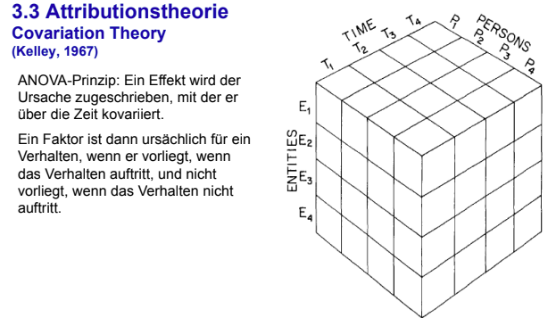 3.3 Attributionstheorie
Covariation Theory
(Kelley, 1967)
ANOVA-Prinzip: Ein Effekt wird der
Ursache zugeschrieben, mit der er
über die Zeit kovariiert.
Ein Faktor ist dann ursächlich für ein
Verhalten, wenn er vorliegt, wenn
das Verhalten auftritt, und nicht
vorliegt, wenn das Verhalten nicht
auftritt.
TIME
T₁ T₂ T₃ T₄
PERSONS
P₁ P₂ P₃ P₄
ENTITIES
E₁
E₂
E₃
E₄